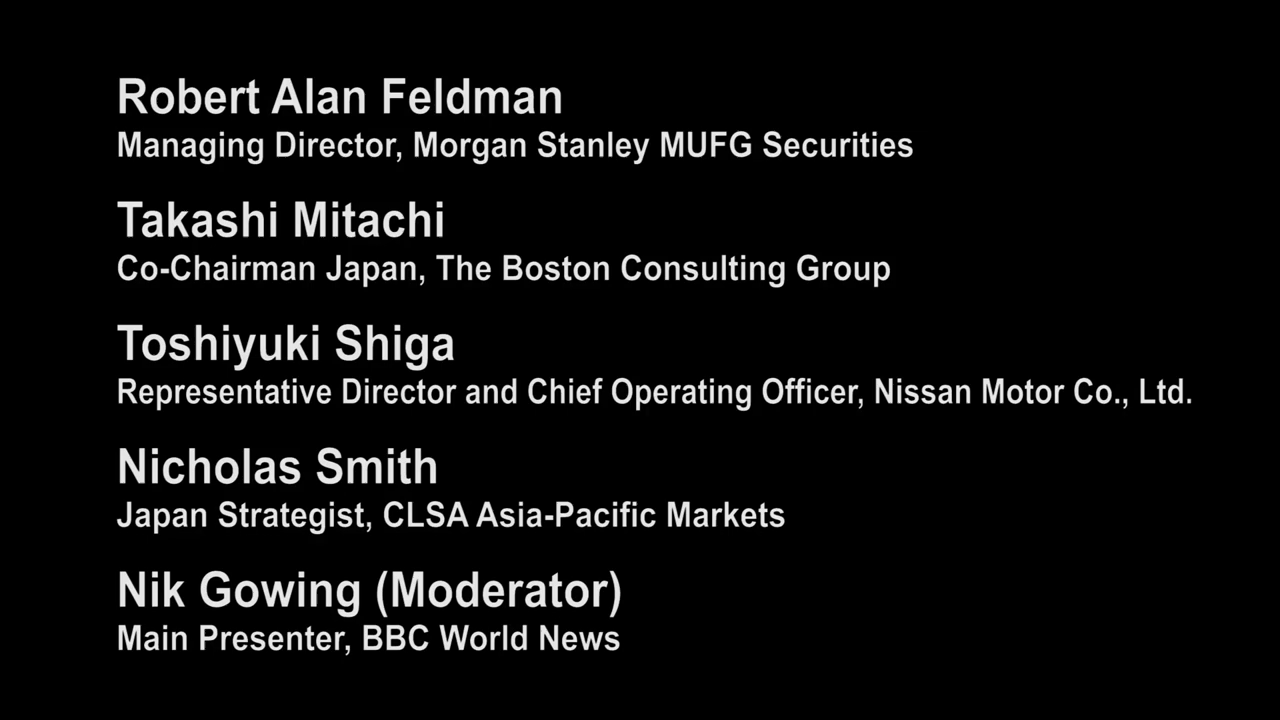 Robert Alan Feldman
Managing Director, Morgan Stanley MUFG Securities
Takashi Mitachi
Co-Chairman Japan, The Boston Consulting Group
Toshiyuki Shiga
Representative Director and Chief Operating Officer, Nissan Motor Co., Ltd.
Nicholas Smith
Japan Strategist, CLSA Asia-Pacific Markets
Nik Gowing (Moderator)
Main Presenter, BBC World News